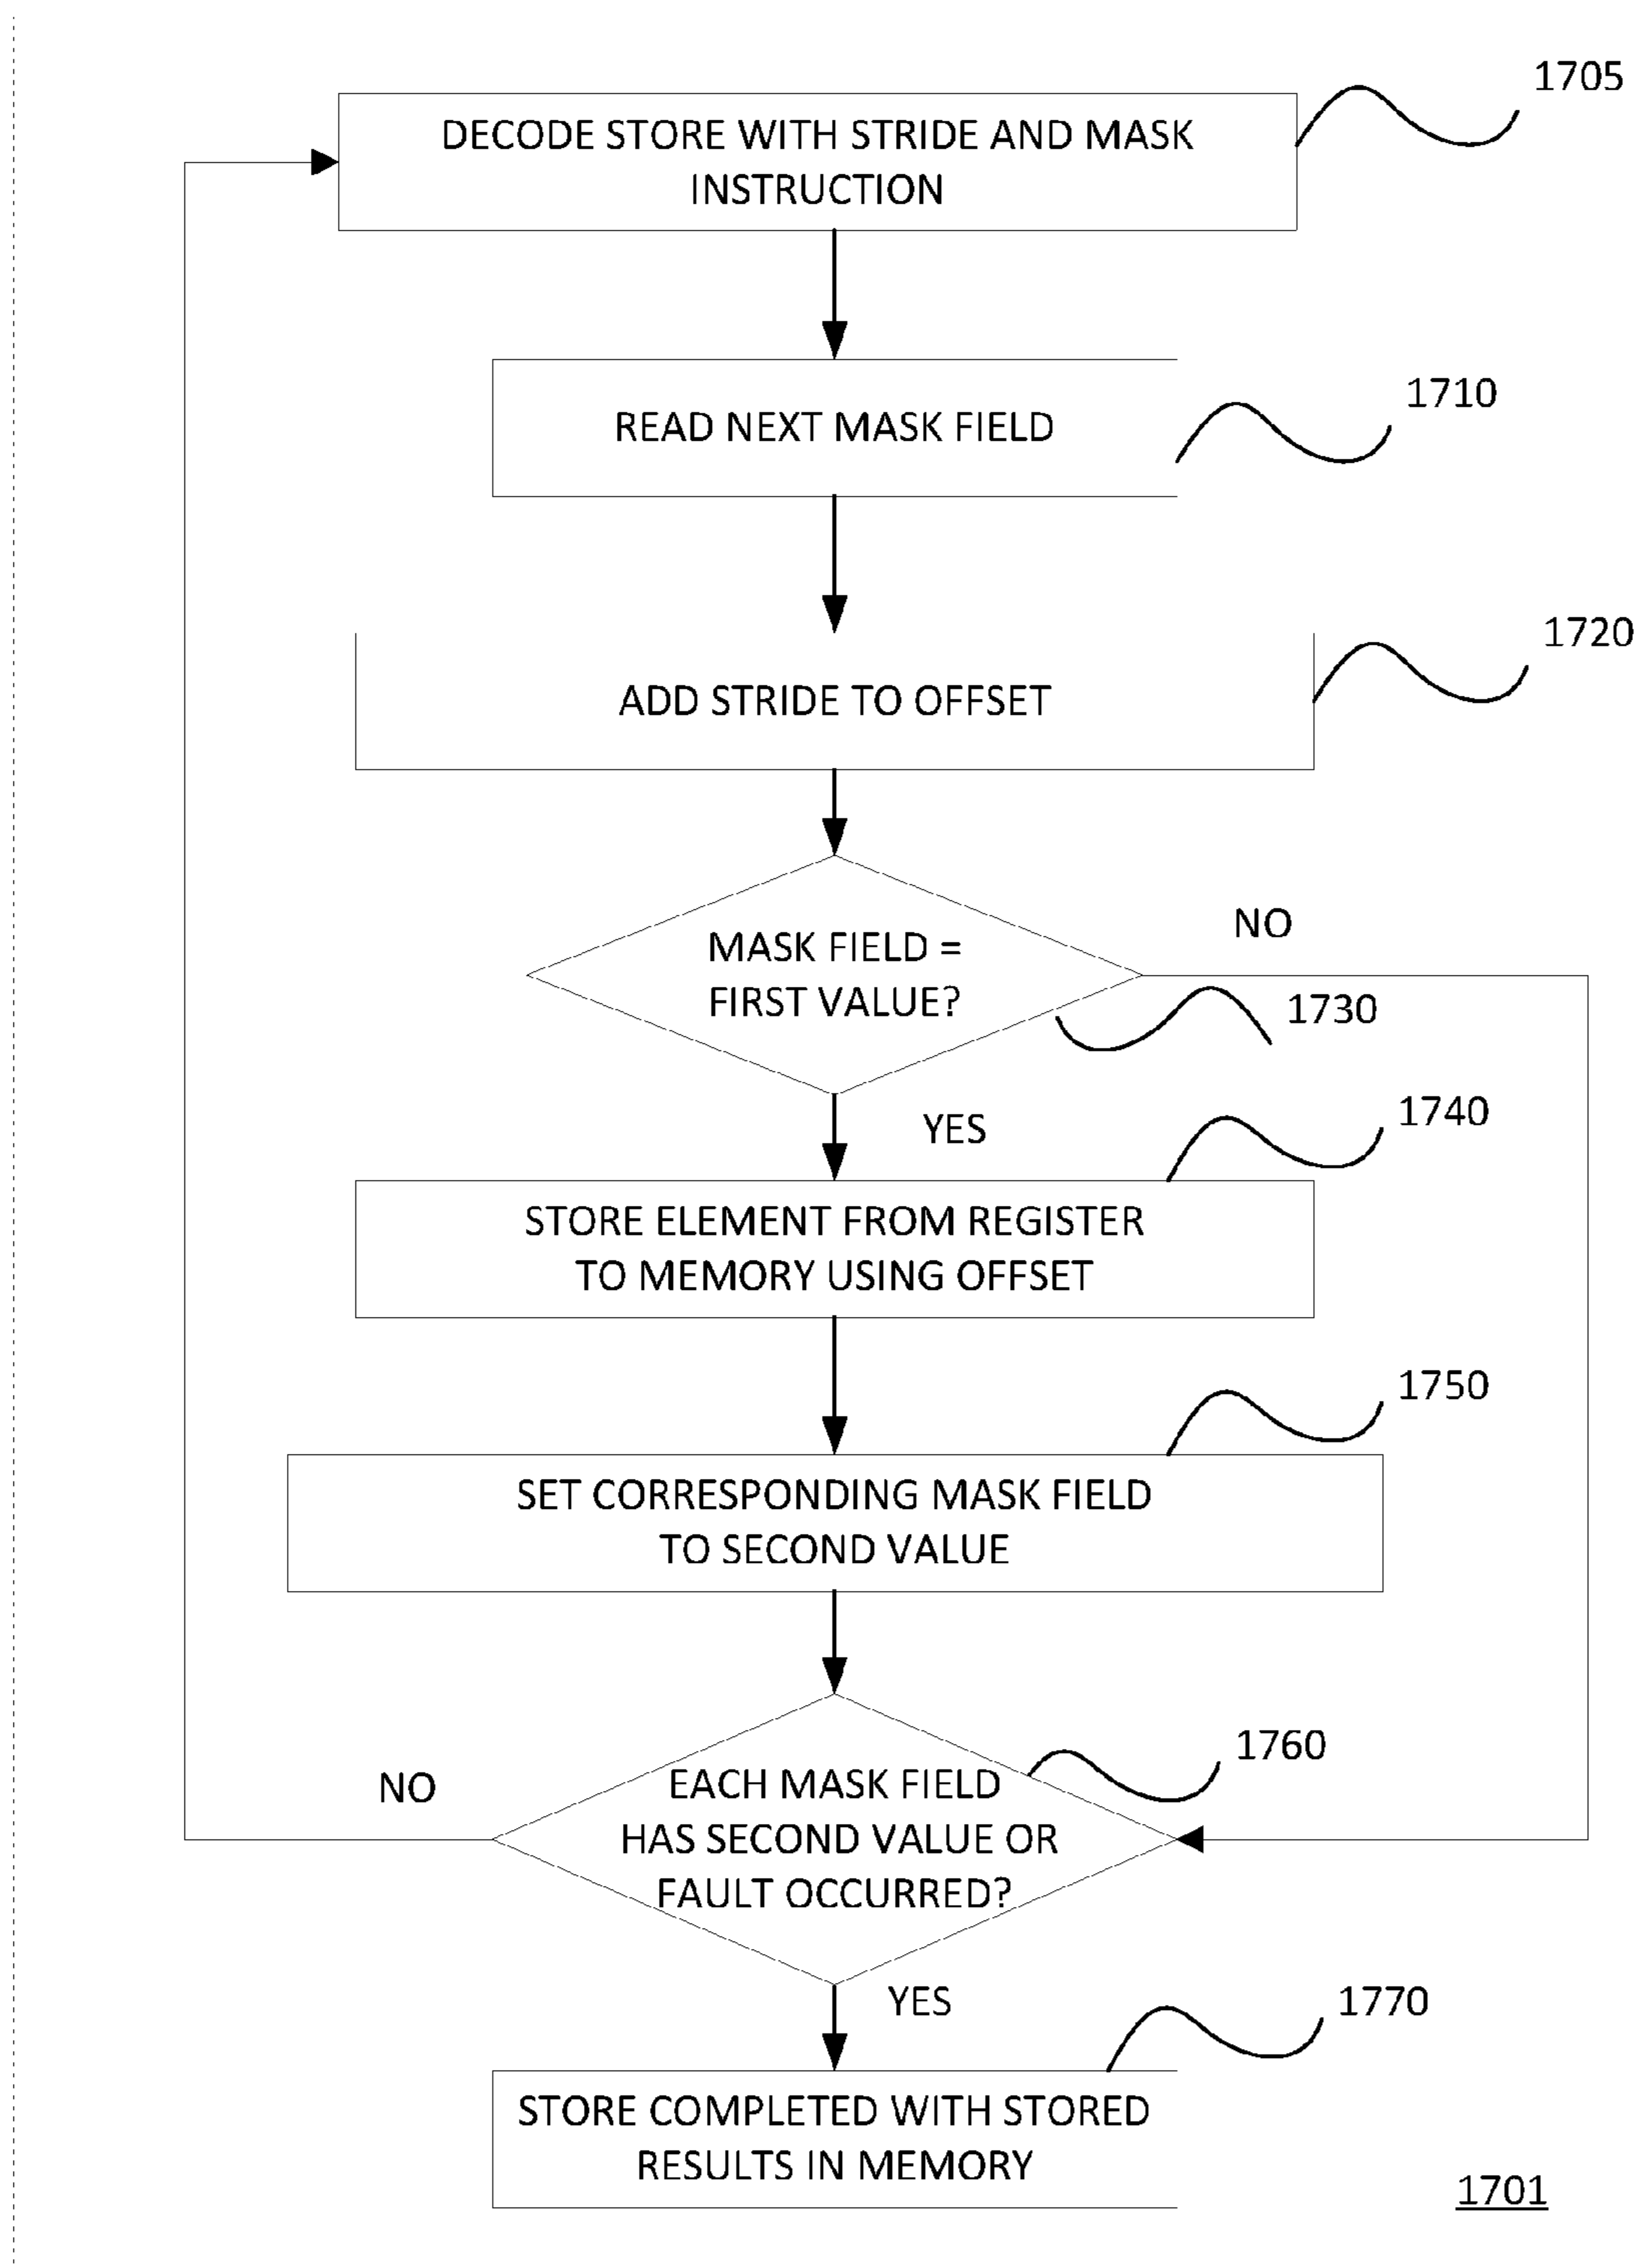 1705
DECODE STORE WITH STRIDE AND MASK
INSTRUCTION
1710
READ NEXT MASK FIELD
1720
ADD STRIDE TO OFFSET
NO
MASK FIELD =
FIRST VALUE?
1730
YES
1740
STORE ELEMENT FROM REGISTER
TO MEMORY USING OFFSET
1750
SET CORRESPONDING MASK FIELD
TO SECOND VALUE
1760
NO
EACH MASK FIELD
HAS SECOND VALUE OR
FAULT OCCURRED?
YES
1770
STORE COMPLETED WITH STORED
RESULTS IN MEMORY
1701